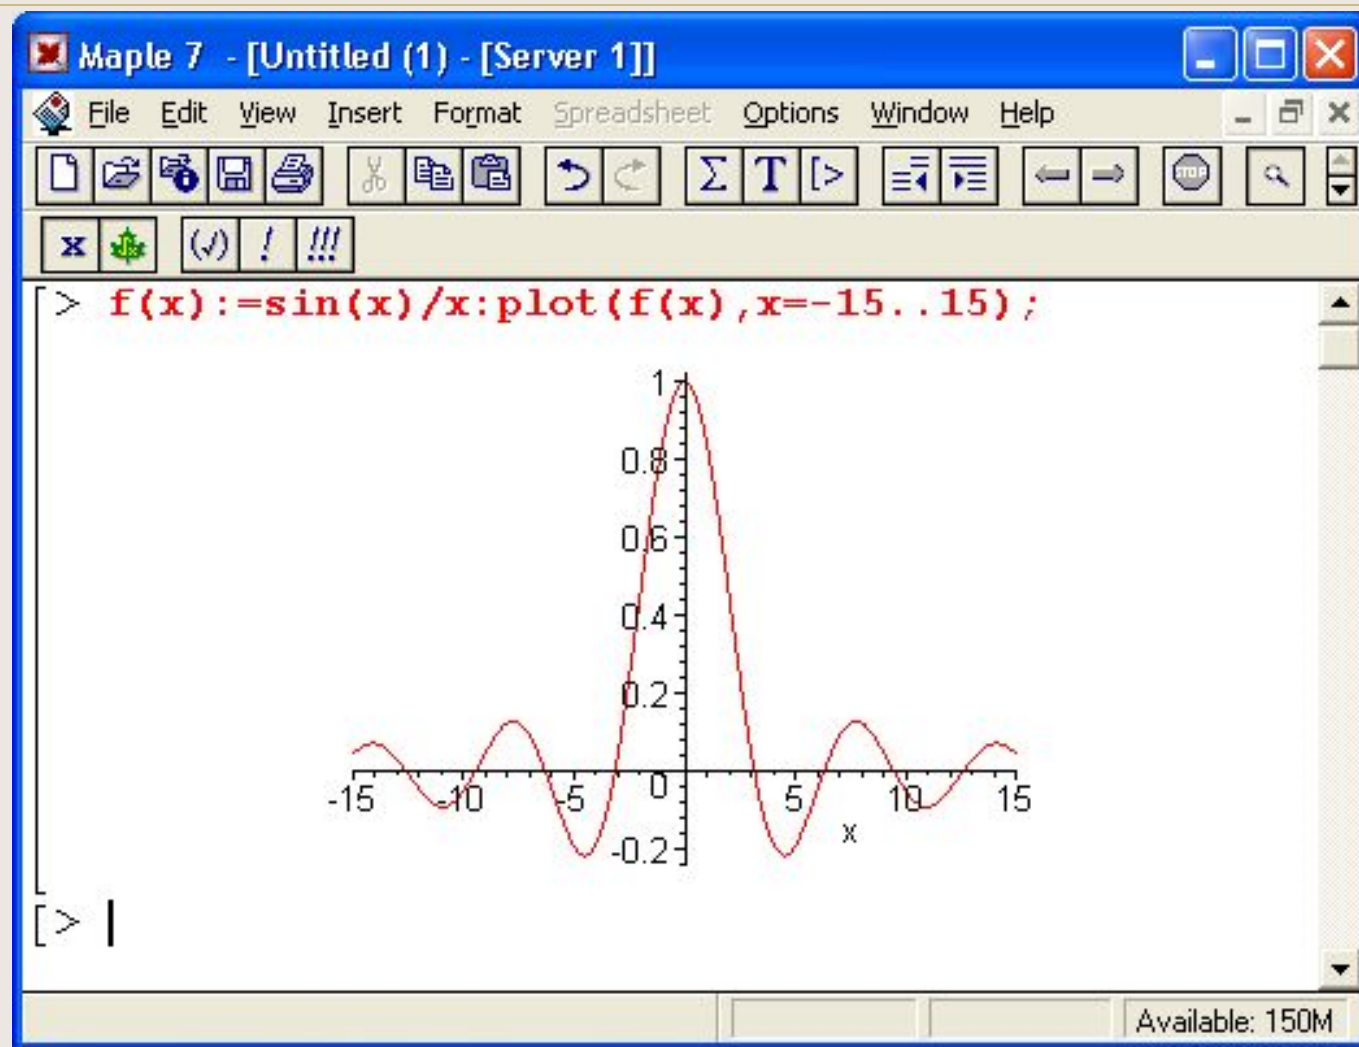 Maple 7 - [Untitled (1) - [Server 1]]
File Edit View Insert Format Spreadsheet Options Window Help
Σ T [>
STOP
x (√) ! !!!
[> f(x):=sin(x)/x:plot(f(x),x=-15..15);
1
0.8
0.6
0.4
0.2
-15 -10 -5 0 5 10 15
x
-0.2
[>
Available: 150M